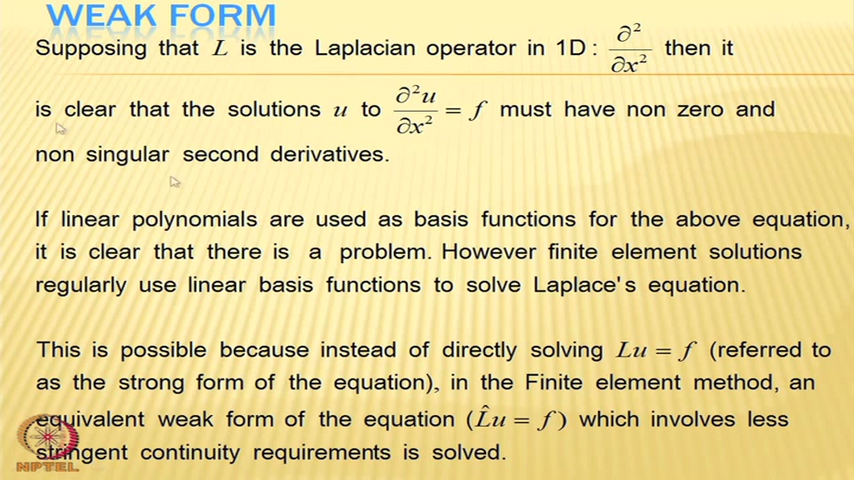 WEAK FORM
Supposing that L is the Laplacian operator in 1D : ∂²/∂x² then it
is clear that the solutions u to ∂²u/∂x² = f must have non zero and
non singular second derivatives.
If linear polynomials are used as basis functions for the above equation,
it is clear that there is a problem. However finite element solutions
regularly use linear basis functions to solve Laplace's equation.
This is possible because instead of directly solving Lu = f (referred to
as the strong form of the equation), in the Finite element method, an
equivalent weak form of the equation (L̂u = f) which involves less
stringent continuity requirements is solved.
NPTEL